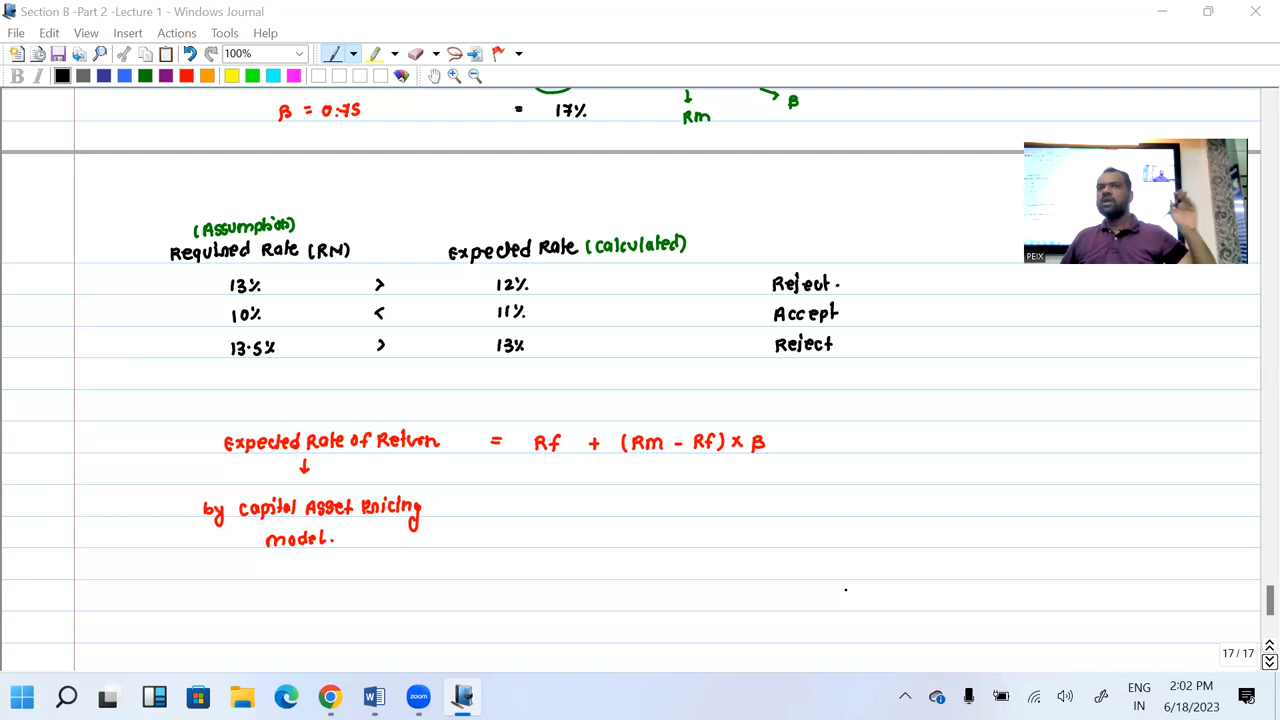 Section B -Part 2 -Lecture 1 - Windows Journal
File Edit View Insert Actions Tools Help
100%
B I
β = 0.75 = 17% Rm β
(Assumption)
Required Rate (RN) Expected Rate (Calculated)
13% > 12% Reject.
10% < 11% Accept
13.5% > 13% Reject
Expected Rate of Return = Rf + (Rm - Rf) × β
↓
by Capital Asset Pricing
model.
PEIX
17 / 17
zoom
ENG
IN
2:02 PM
6/18/2023